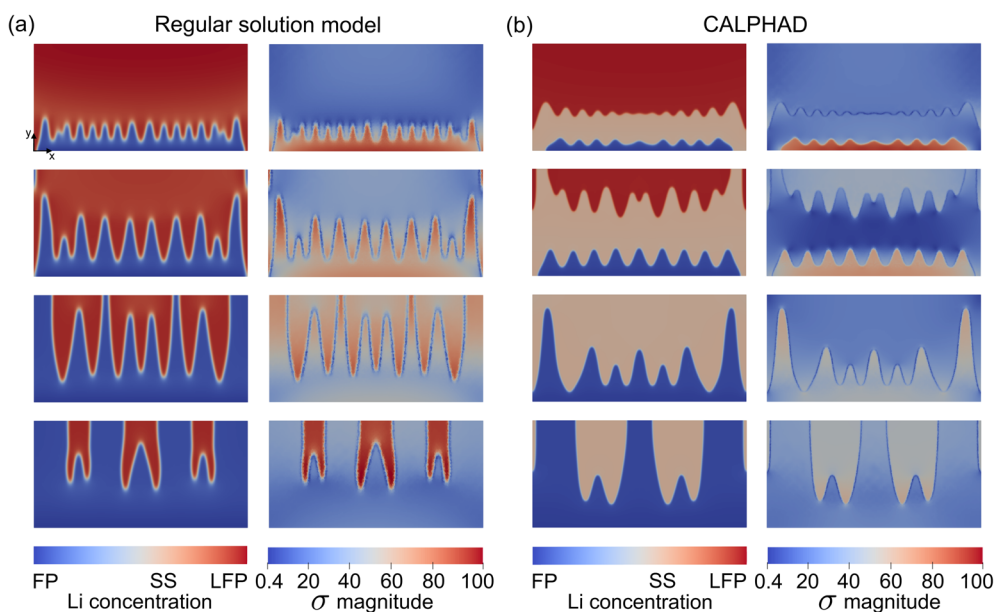 (a) Regular solution model (b) CALPHAD
y
x
FP SS LFP 0.4 20 40 60 80 100 FP SS LFP 0.4 20 40 60 80 100
Li concentration σ magnitude Li concentration σ magnitude